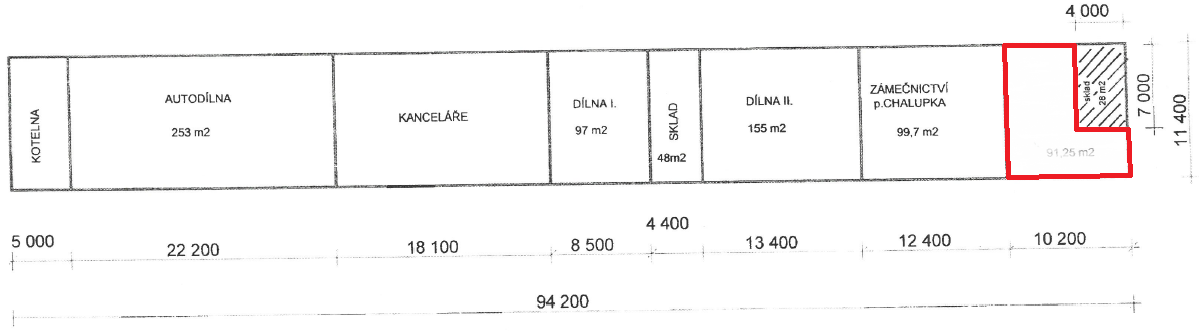 4 000
KOTELNA
AUTODÍLNA
253 m2
KANCELÁŘE
DÍLNA I.
97 m2
SKLAD
48m2
DÍLNA II.
155 m2
ZÁMEČNICTVÍ
p.CHALUPKA
99,7 m2
sklad
28 m2
91,25 m2
7 000
11 400
5 000
22 200
18 100
8 500
4 400
13 400
12 400
10 200
94 200